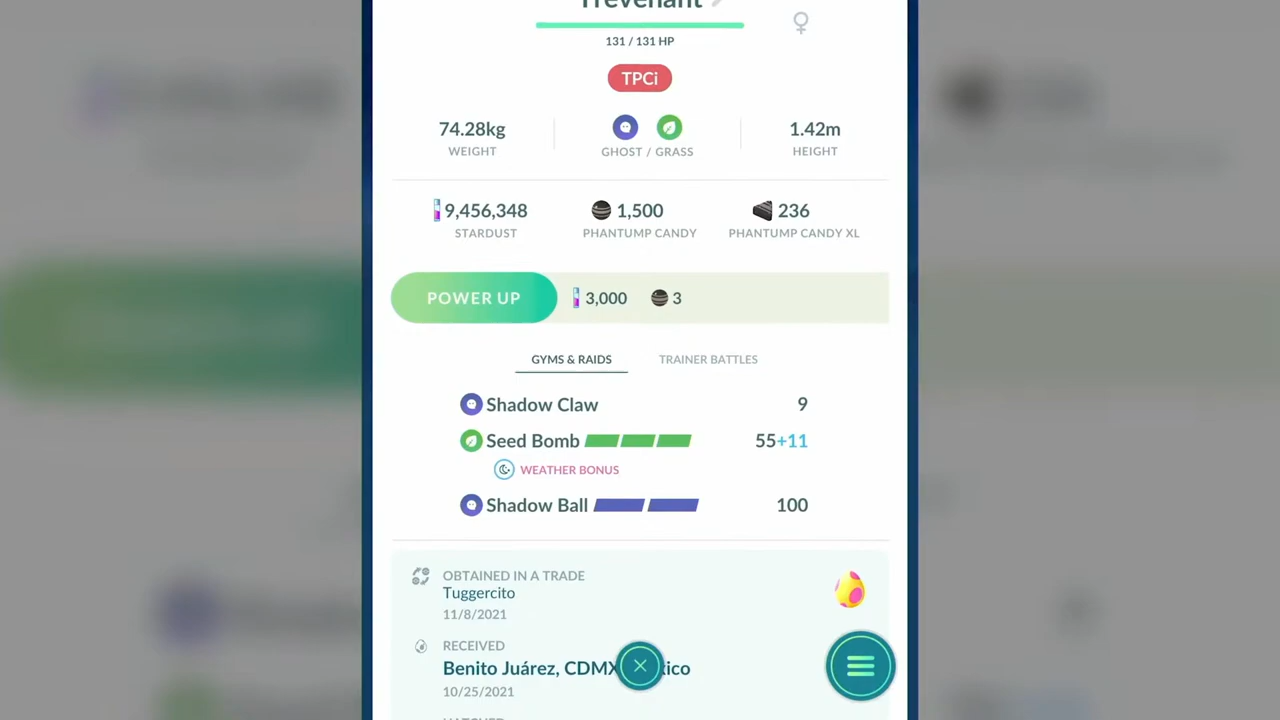 Trevenant
131 / 131 HP
TPCi
74.28kg
WEIGHT
GHOST / GRASS
1.42m
HEIGHT
9,456,348
STARDUST
1,500
PHANTUMP CANDY
236
PHANTUMP CANDY XL
POWER UP
3,000
3
GYMS & RAIDS
TRAINER BATTLES
Shadow Claw 9
Seed Bomb 55+11
WEATHER BONUS
Shadow Ball 100
OBTAINED IN A TRADE
Tuggercito
11/8/2021
RECEIVED
Benito Juárez, CDMX ico
10/25/2021
HATCHED